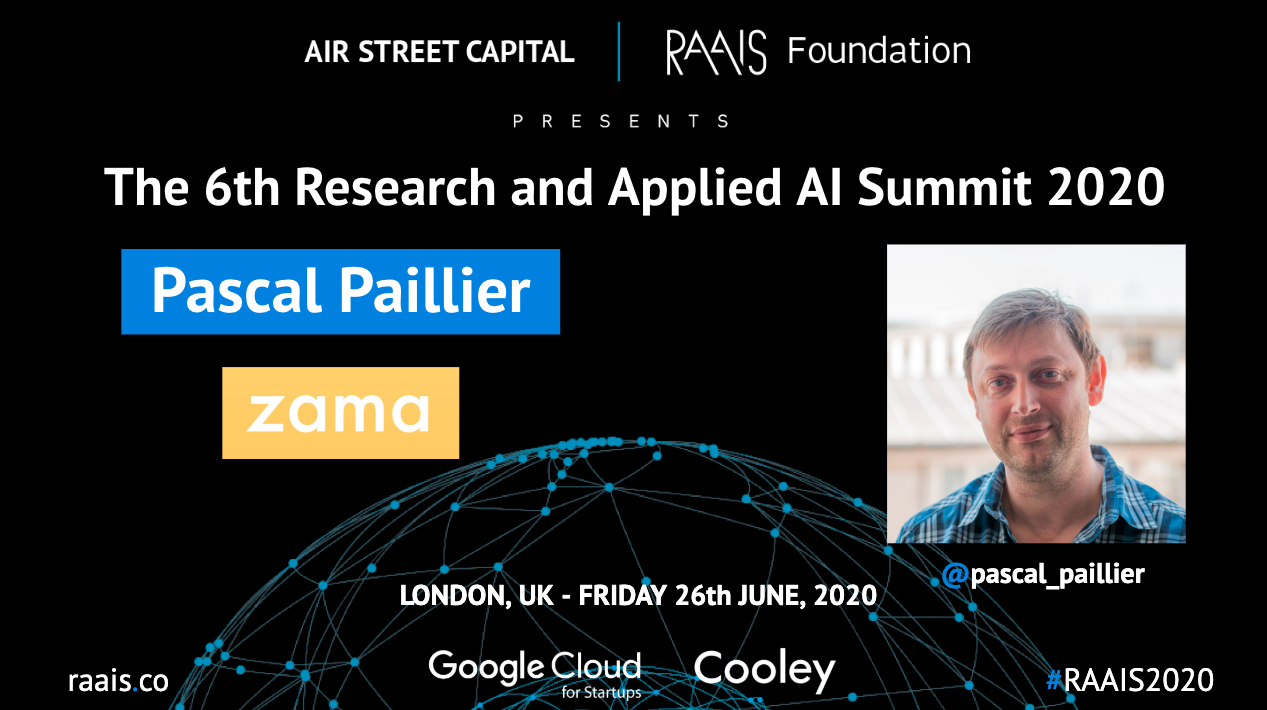 AIR STREET CAPITAL | RAAIS Foundation
PRESENTS
The 6th Research and Applied AI Summit 2020
Pascal Paillier
zama
@pascal_paillier
LONDON, UK - FRIDAY 26th JUNE, 2020
Google Cloud
for Startups
Cooley
raais.co
#RAAIS2020